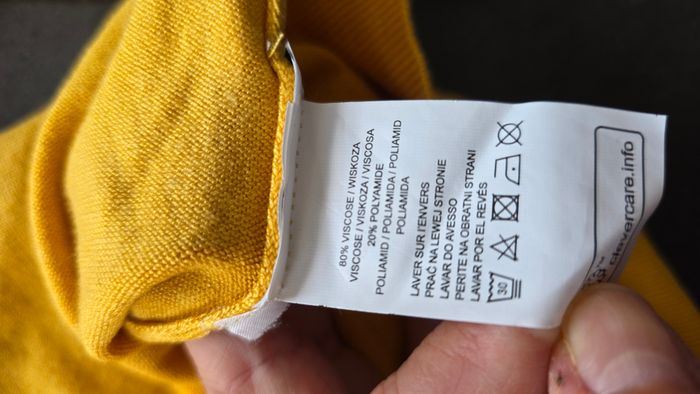 80% VISCOSE / WISKOZA
VISCOSE / VISKOZA / VISCOSA
20% POLYAMIDE
POLIAMID / POLIAMIDA / POLIAMID
POLIAMIDA
LAVER SUR l'ENVERS
PRAĆ NA LEWEJ STRONIE
LAVAR DO AVESSO
PERITE NA OBRATNI STRANI
LAVAR POR EL REVÉS
30
clevercare.info